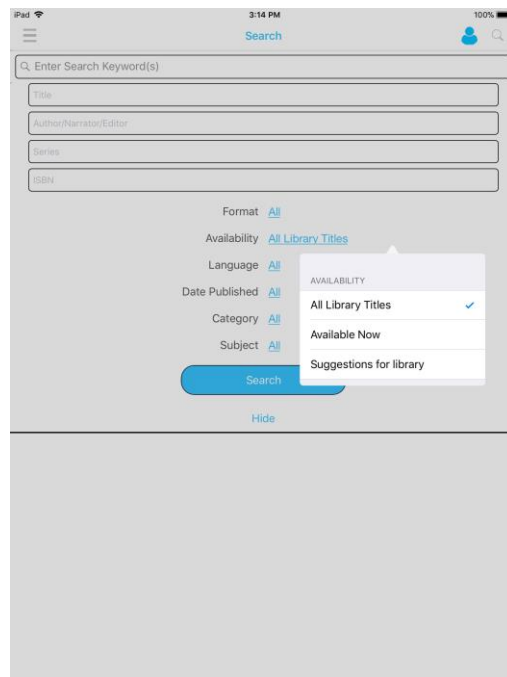 iPad 3:14 PM 100%
Search
Enter Search Keyword(s)
Title
Author/Narrator/Editor
Series
ISBN
Format All
Availability All Library Titles
Language All
Date Published All
Category All
Subject All
AVAILABILITY
All Library Titles
Available Now
Suggestions for library
Search
Hide